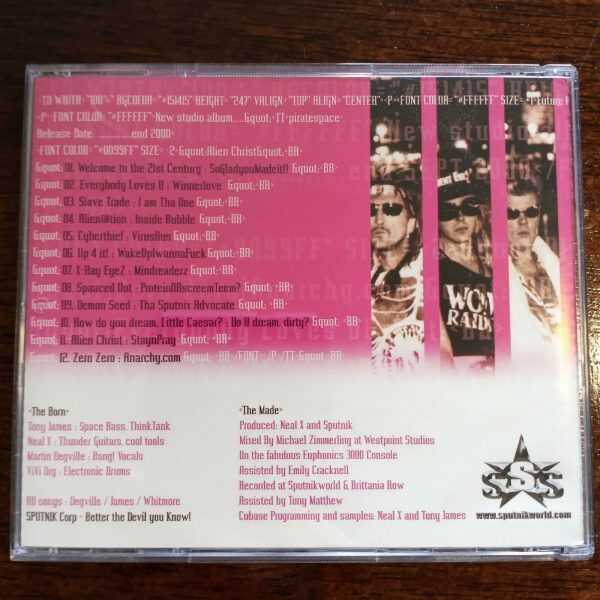 <TD WIDTH="100%" BGCOLOR="#151415" HEIGHT="247" VALIGN="TOP" ALIGN="CENTER"><P><FONT COLOR="#FFFFFF" SIZE=
<P><FONT COLOR="#FFFFFF">New studio album.....&quot;<TT>piratespace
Release Date: ..............end 2000<
<FONT COLOR="#0099FF" SIZE= <2<&quot;Alien Christ&quot;<BR>
&quot; 01. Welcome to the 21st Century : SoGladyouMadeit!! &quot; <BR>
&quot; 02. Everybody Loves U : Winnerlove &quot; <BR>
&quot; 03. Slave Trade : I am Tha One &quot; <BR>
&quot; 04. Alien@tion : Inside Bubble &quot; <BR>
&quot; 05. Cyberthief : Virus8us &quot; <BR>
&quot; 06. Up 4 it! : WakeUpIwannaFuck &quot; <BR>
&quot; 07. X-Ray EyeZ : Mindreaderz &quot; <BR>
&quot; 08. Spaaced Out : ProteinORscreemTeem? &quot; <BR>
&quot; 09. Demon Seed : Tha Sputnix Advocate &quot; <BR>
&quot; 10. How do you dream, Little Caesar? : Do U dream, dirty? &quot; <BR>
&quot; 11. Alien Christ : StaynPray &quot; <BR>
12. Zero Zero : Anarchy.com &quot; <BR> </FONT> </P> </TT> &quot; <BR>
<The Born>
Tony James : Space Bass, ThinkTank
Neal X : Thunder Guitars, cool tools
Martin Degville : Bang! Vocals
ViVi Org : Electronic Drums
All songs : Degville / James / Whitmore
SPUTNIK Corp - Better the Devil you Know!
<The Made>
Produced: Neal X and Sputnik
Mixed By Michael Zimmerling at Westpoint Studios
On the fabulous Euphonics 3000 Console
Assisted by Emily Cracknell
Recorded at Sputnikworld & Brittania Row
Assisted by Tony Matthew
Cubase Programming and samples: Neal X and Tony James
SSS
www.sputnikworld.com